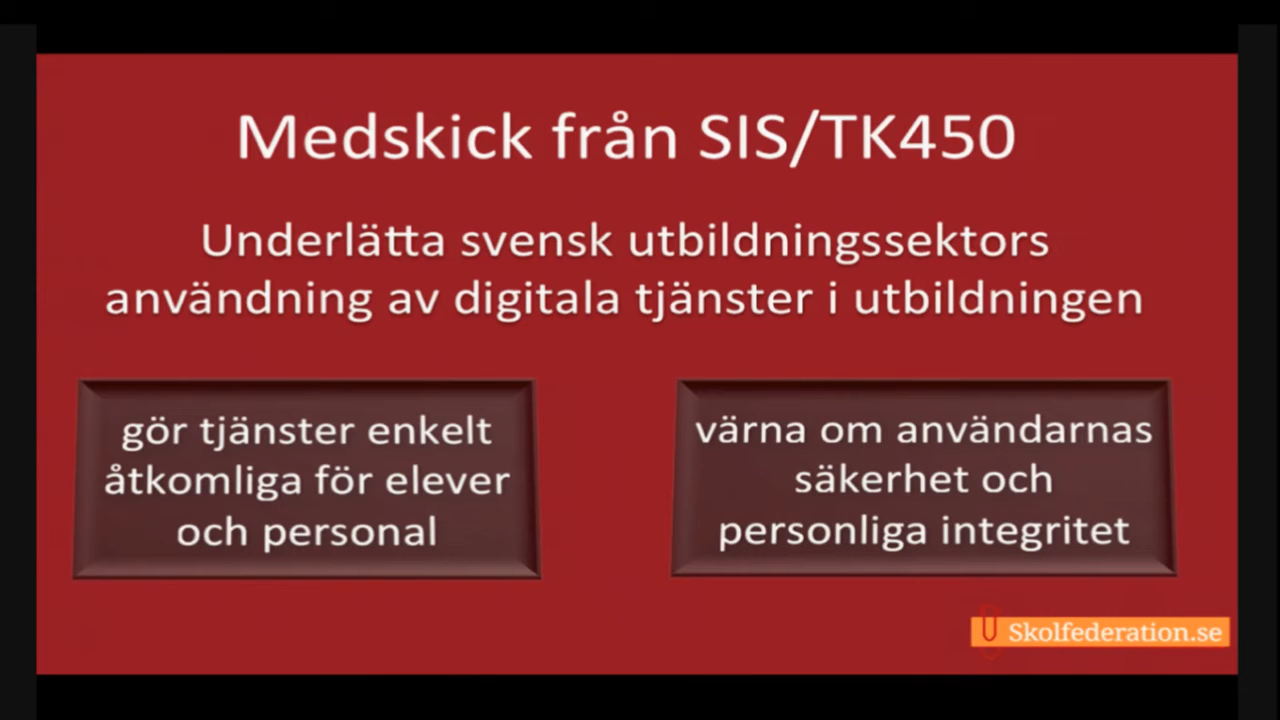 Medskick från SIS/TK450
Underlätta svensk utbildningssektors
användning av digitala tjänster i utbildningen
gör tjänster enkelt
åtkomliga för elever
och personal
värna om användarnas
säkerhet och
personliga integritet
Skolfederation.se